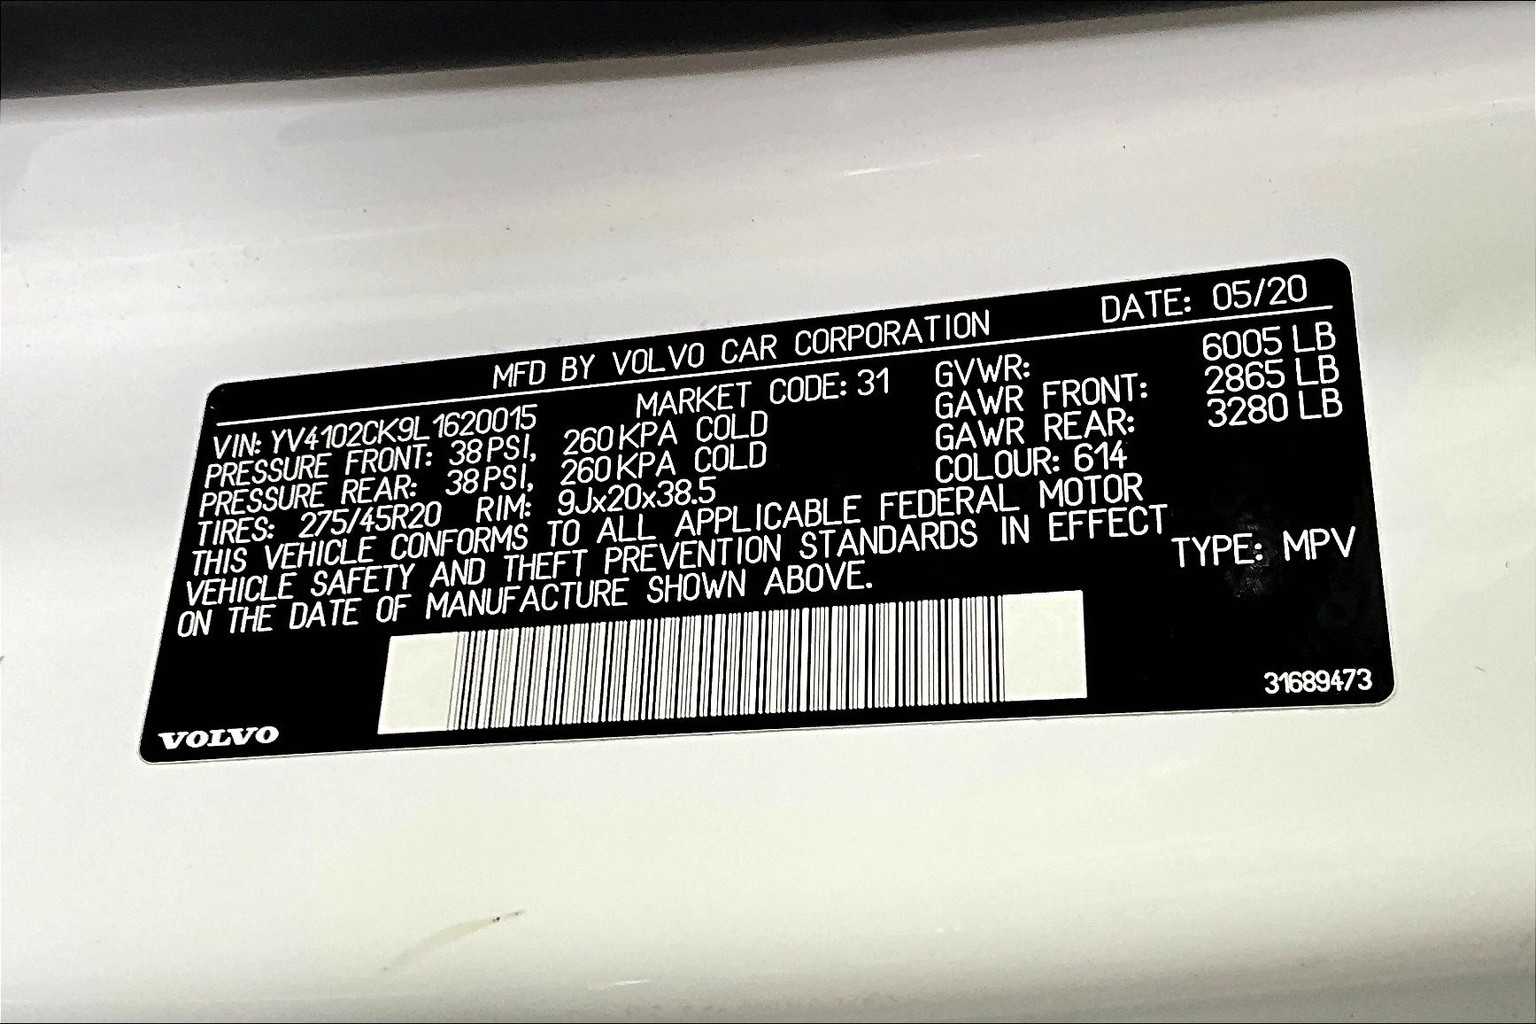 MFD BY VOLVO CAR CORPORATION DATE: 05/20
VIN: YV4102CK9L1620015 MARKET CODE: 31 GVWR: 6005 LB
PRESSURE FRONT: 38 PSI, 260 KPA COLD GAWR FRONT: 2865 LB
PRESSURE REAR: 38 PSI, 260 KPA COLD GAWR REAR: 3280 LB
TIRES: 275/45R20 RIM: 9Jx20x38.5 COLOUR: 614
THIS VEHICLE CONFORMS TO ALL APPLICABLE FEDERAL MOTOR
VEHICLE SAFETY AND THEFT PREVENTION STANDARDS IN EFFECT
ON THE DATE OF MANUFACTURE SHOWN ABOVE. TYPE: MPV
VOLVO 31689473